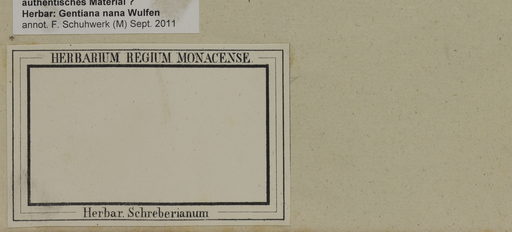 authentisches Material ?
Herbar: Gentiana nana Wulfen
annot. F. Schuhwerk (M) Sept. 2011
HERBARIUM REGIUM MONACENSE.
Herbar. Schreberianum